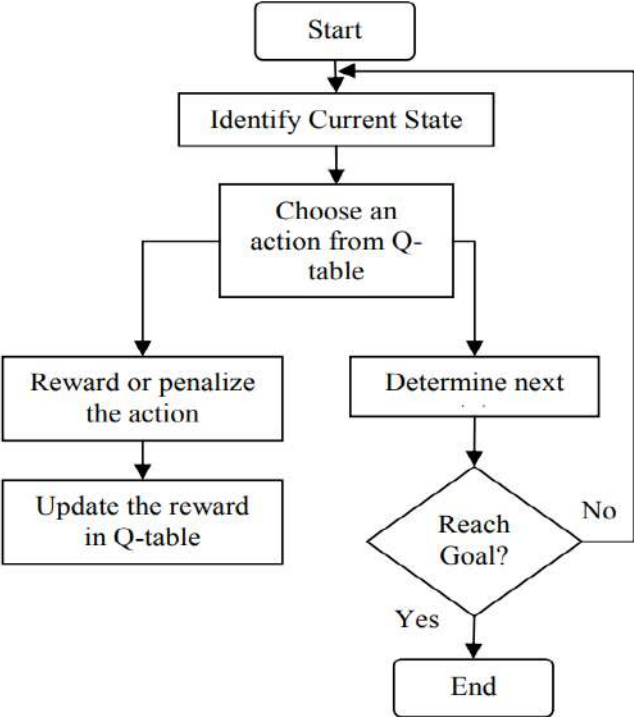 Start
Identify Current State
Choose an
action from Q-
table
Reward or penalize
the action
Determine next
Update the reward
in Q-table
Reach
Goal?
No
Yes
End